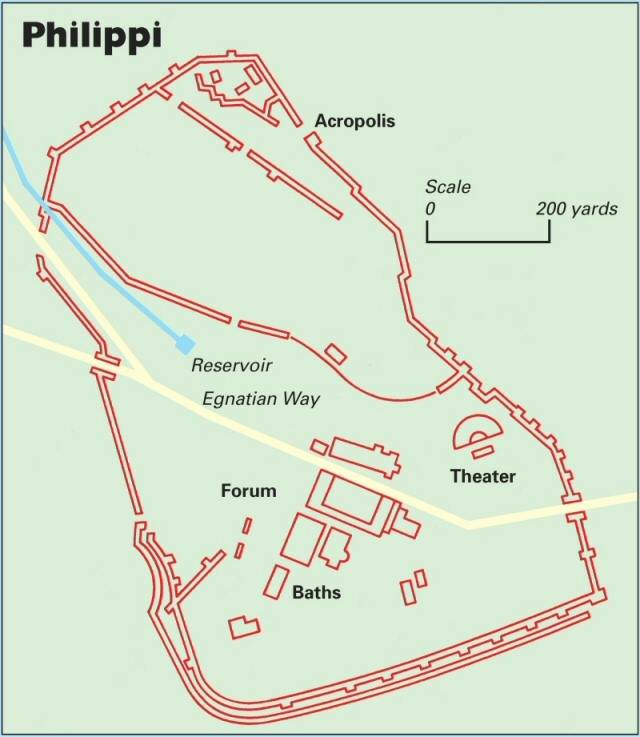 Philippi
Acropolis
Scale
0 200 yards
Reservoir
Egnatian Way
Theater
Forum
Baths